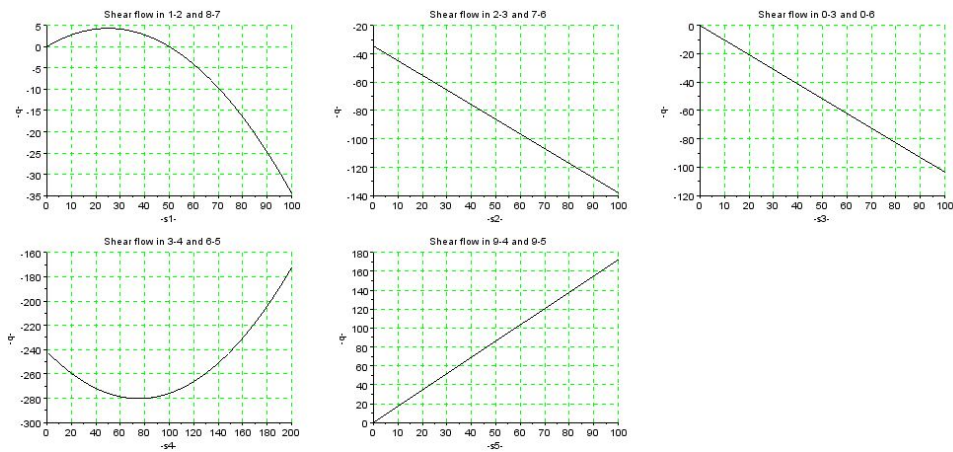 Shear flow in 1-2 and 8-7
5
0
-5
-10
-15
-20
-25
-30
-35
-q-
0 10 20 30 40 50 60 70 80 90 100
-s1-
Shear flow in 2-3 and 7-6
-20
-40
-60
-80
-100
-120
-140
-q-
0 10 20 30 40 50 60 70 80 90 100
-s2-
Shear flow in 0-3 and 0-6
0
-20
-40
-60
-80
-100
-120
-q-
0 10 20 30 40 50 60 70 80 90 100
-s3-
Shear flow in 3-4 and 6-5
-160
-180
-200
-220
-240
-260
-280
-300
-q-
0 20 40 60 80 100 120 140 160 180 200
-s4-
Shear flow in 9-4 and 9-5
180
160
140
120
100
80
60
40
20
0
-q-
0 10 20 30 40 50 60 70 80 90 100
-s5-